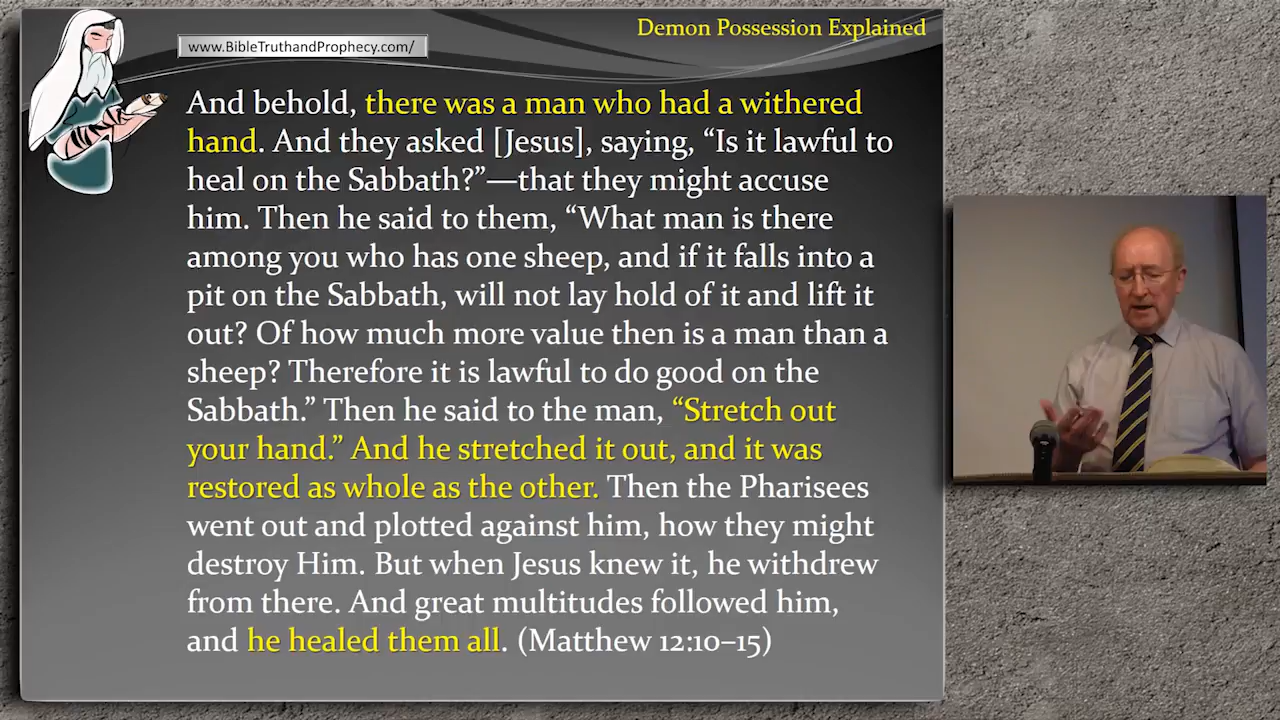 Demon Possession Explained
www.BibleTruthandProphecy.com/
And behold, there was a man who had a withered
hand. And they asked [Jesus], saying, “Is it lawful to
heal on the Sabbath?”—that they might accuse
him. Then he said to them, “What man is there
among you who has one sheep, and if it falls into a
pit on the Sabbath, will not lay hold of it and lift it
out? Of how much more value then is a man than a
sheep? Therefore it is lawful to do good on the
Sabbath.” Then he said to the man, “Stretch out
your hand.” And he stretched it out, and it was
restored as whole as the other. Then the Pharisees
went out and plotted against him, how they might
destroy Him. But when Jesus knew it, he withdrew
from there. And great multitudes followed him,
and he healed them all. (Matthew 12:10–15)